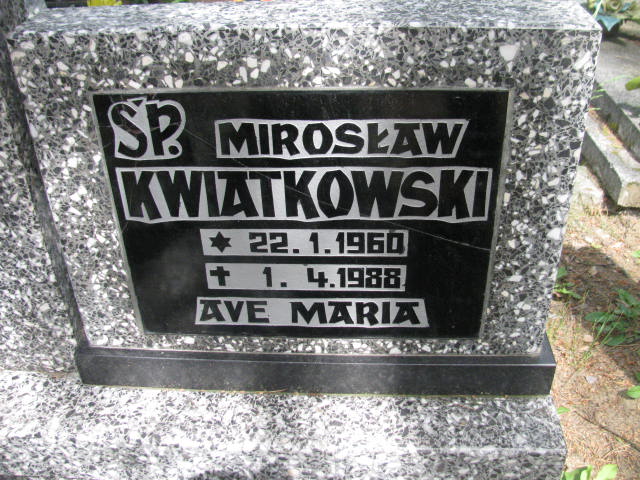 ŚP. MIROSŁAW
KWIATKOWSKI
✶ 22.1.1960
✝ 1.4.1988
AVE MARIA